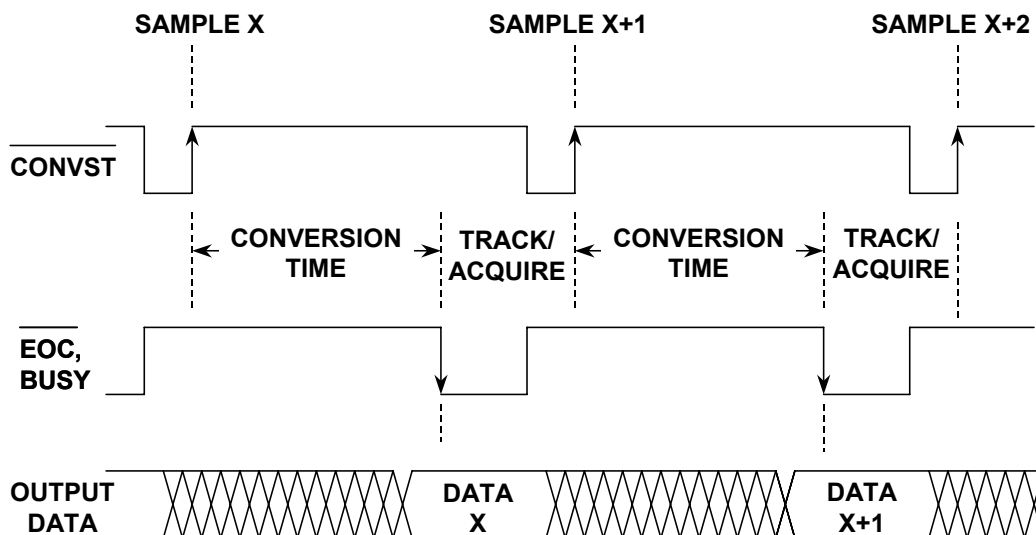 SAMPLE X
SAMPLE X+1
SAMPLE X+2
CONVST
CONVERSION
TIME
TRACK/
ACQUIRE
CONVERSION
TIME
TRACK/
ACQUIRE
EOC,
BUSY
OUTPUT
DATA
DATA
X
DATA
X+1